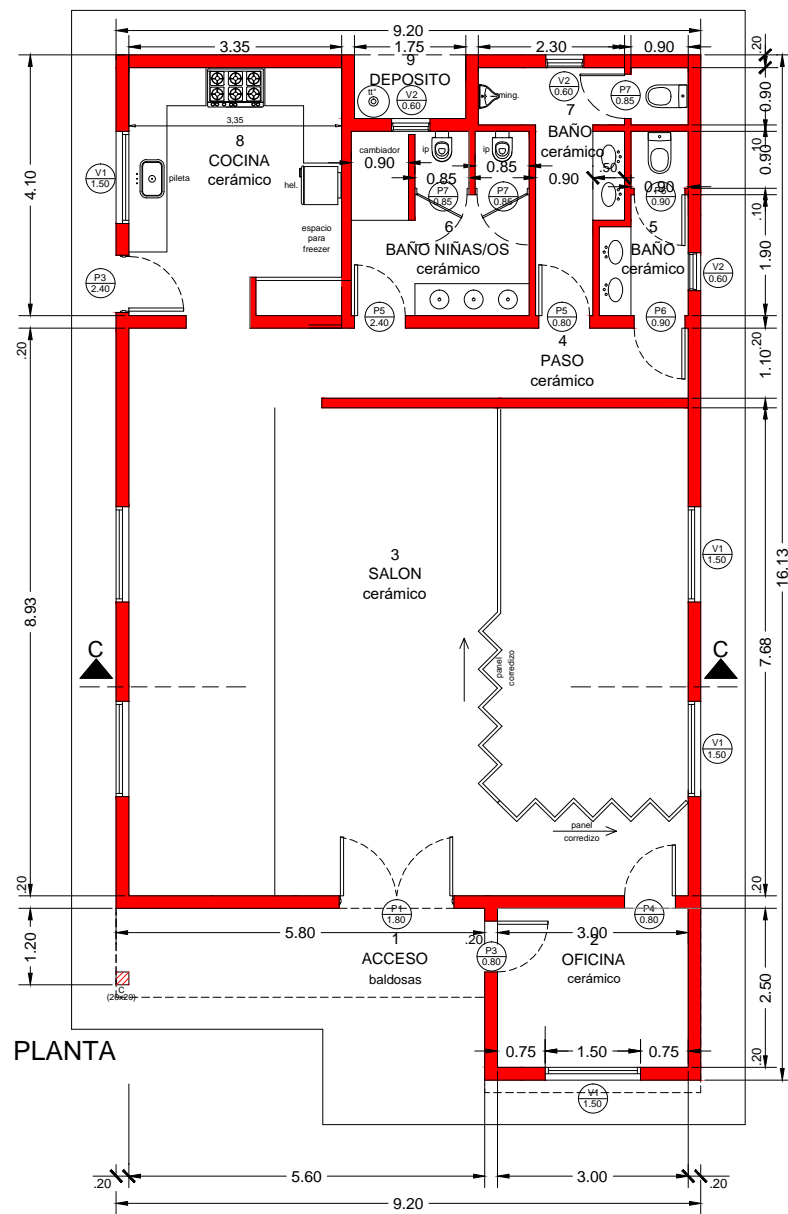 9.20
3.35
1.75
2.30
0.90
.20
9
DEPOSITO
V2
0.60
tt°
ming.
V2
0.60
7
BAÑO
cerámico
P7
0.85
0.90
3,35
8
COCINA
cerámico
V1
1.50
pileta
hel.
espacio
para
freezer
4.10
cambiador
0.90
ip
0.85
P7
0.85
ip
0.85
P7
0.85
0.90
.50
0.90
0.90
0.90
6
BAÑO NIÑAS/OS
cerámico
5
BAÑO
cerámico
V2
0.60
.10
1.90
P3
2.40
P5
2.40
P5
0.80
P6
0.90
.20
4
PASO
cerámico
.20
1.10
3
SALON
cerámico
V1
1.50
16.13
8.93
7.68
C
C
panel
corredizo
V1
1.50
panel
corredizo
.20
.20
P1
1.80
P4
0.80
5.80
.20
3.00
1
ACCESO
baldosas
P3
0.80
2
OFICINA
cerámico
1.20
C
(20x20)
2.50
PLANTA
0.75
1.50
0.75
.20
V1
1.50
.20
5.60
3.00
.20
9.20